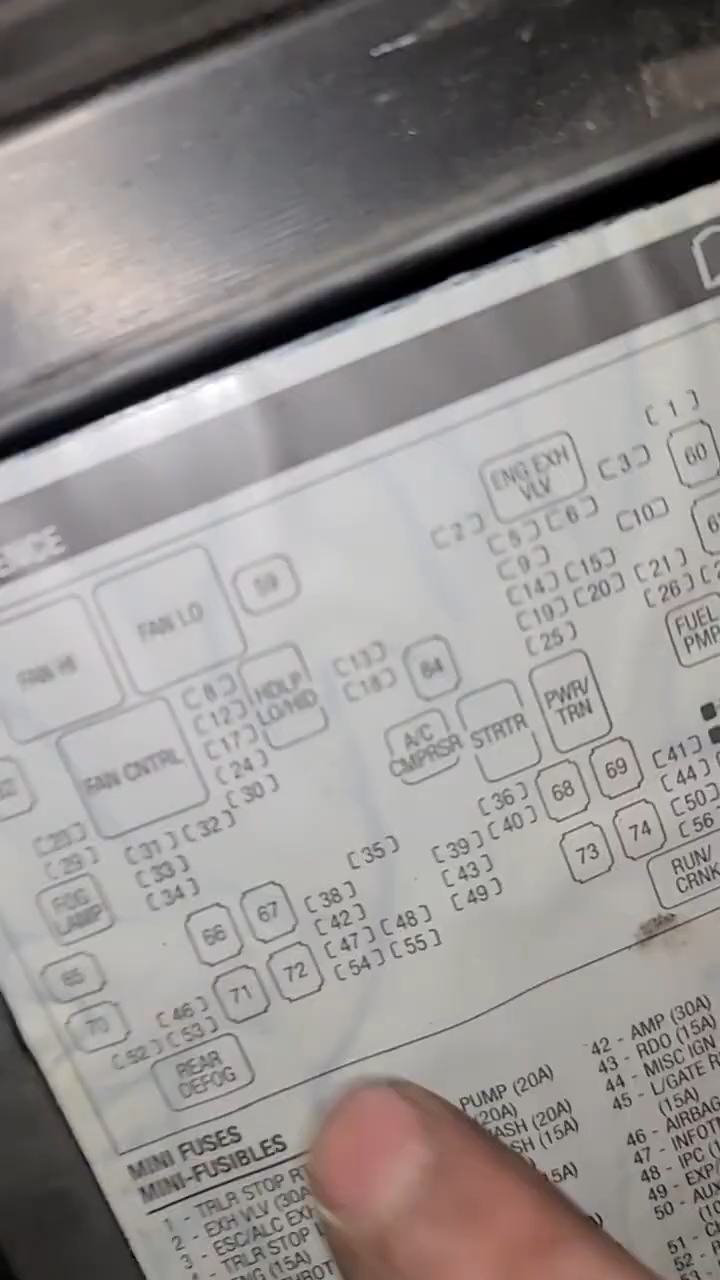 [1]
ENG EXH
VLV
[3]
60
[2]
[5] [6]
[10]
[9]
[14] [15]
[21]
[19] [20]
[26]
[25]
FUEL
PMP
FAN HI
FAN LO
59
[8]
[12]
[17]
[24]
[30]
HDLP
LO/HID
[13]
[18]
64
A/C
CMPRSR
STRTR
PWR/
TRN
FAN CNTRL
[28]
[29]
[31] [32]
[33]
[34]
FOG
LAMP
[35]
[36]
[39] [40]
[43]
[49]
68
69
73
74
[41]
[44]
[50]
[56]
RUN/
CRNK
66
67
[38]
[42]
[47] [48]
[54] [55]
65
70
71
72
[46]
[52] [53]
REAR
DEFOG
MINI FUSES
MINI-FUSIBLES
1 - TRLR STOP
2 - EXH VLV (30A)
3 - ESC/ALC EXH
TRLR STOP
(15A)
PUMP (20A)
(20A)
(20A)
(15A)
42 - AMP (30A)
43 - RDO (15A)
44 - MISC IGN
45 - L/GATE
(15A)
46 - AIRBAG
47 -
48 - IPC
49 -
50 -
51 -
52 -